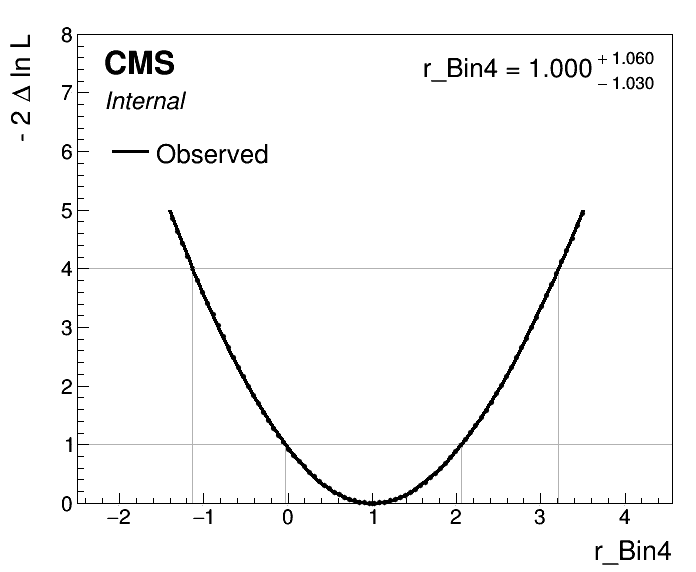 CMS
Internal
r_Bin4 = 1.000 + 1.060 − 1.030
Observed
- 2 Δ ln L
8
7
6
5
4
3
2
1
0
−2 −1 0 1 2 3 4
r_Bin4